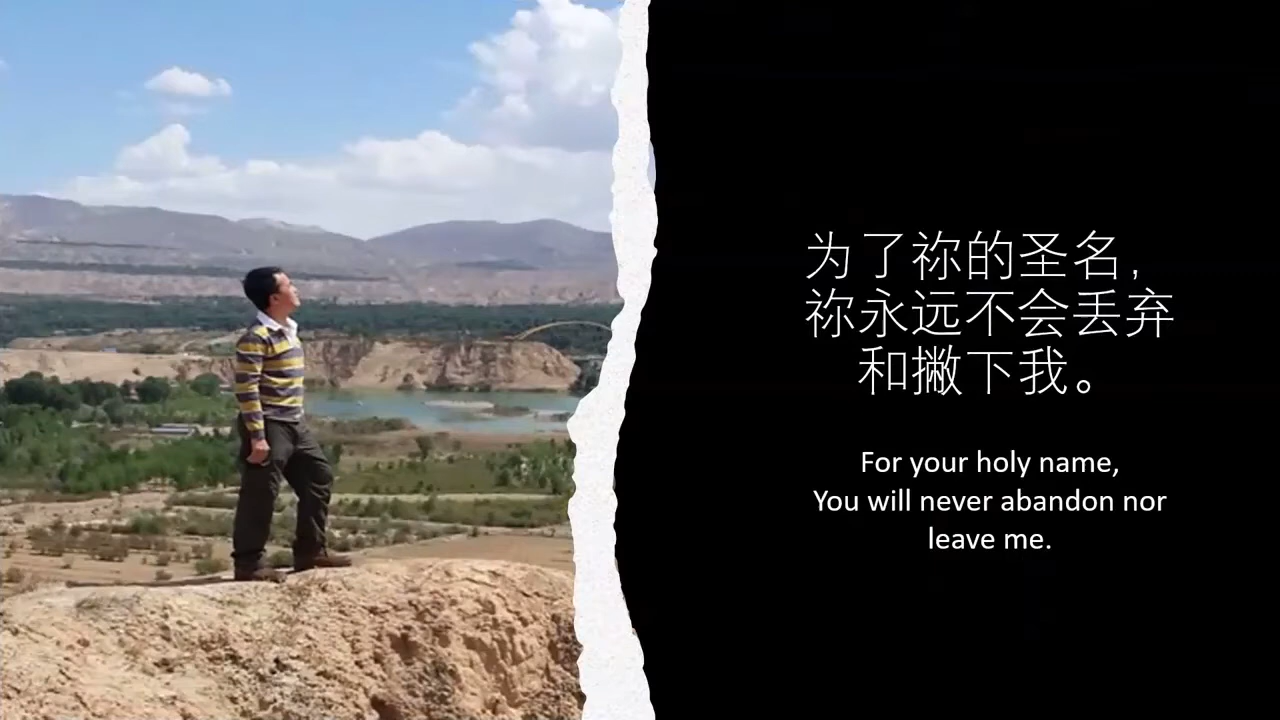 为了祢的圣名，
祢永远不会丢弃
和撇下我。
For your holy name,
You will never abandon nor
leave me.